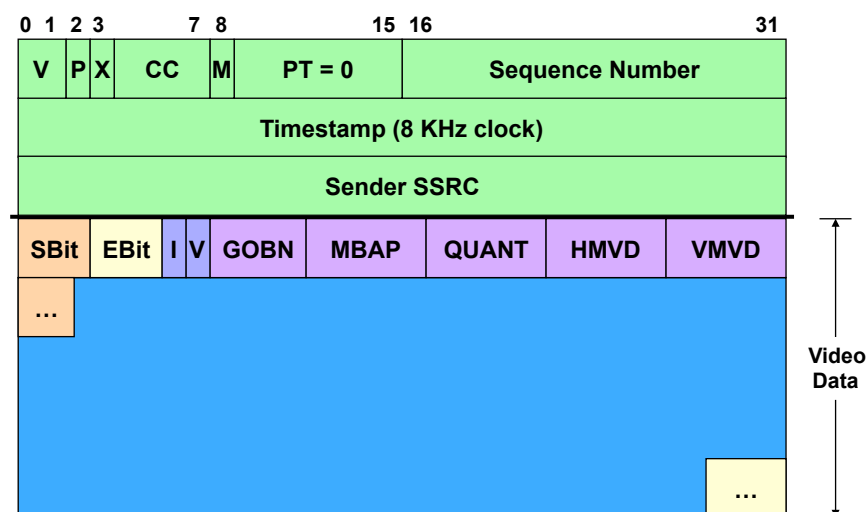 0 1 2 3 7 8 15 16 31
V P X CC M PT = 0 Sequence Number
Timestamp (8 KHz clock)
Sender SSRC
SBit EBit I V GOBN MBAP QUANT HMVD VMVD
...
Video
Data
...